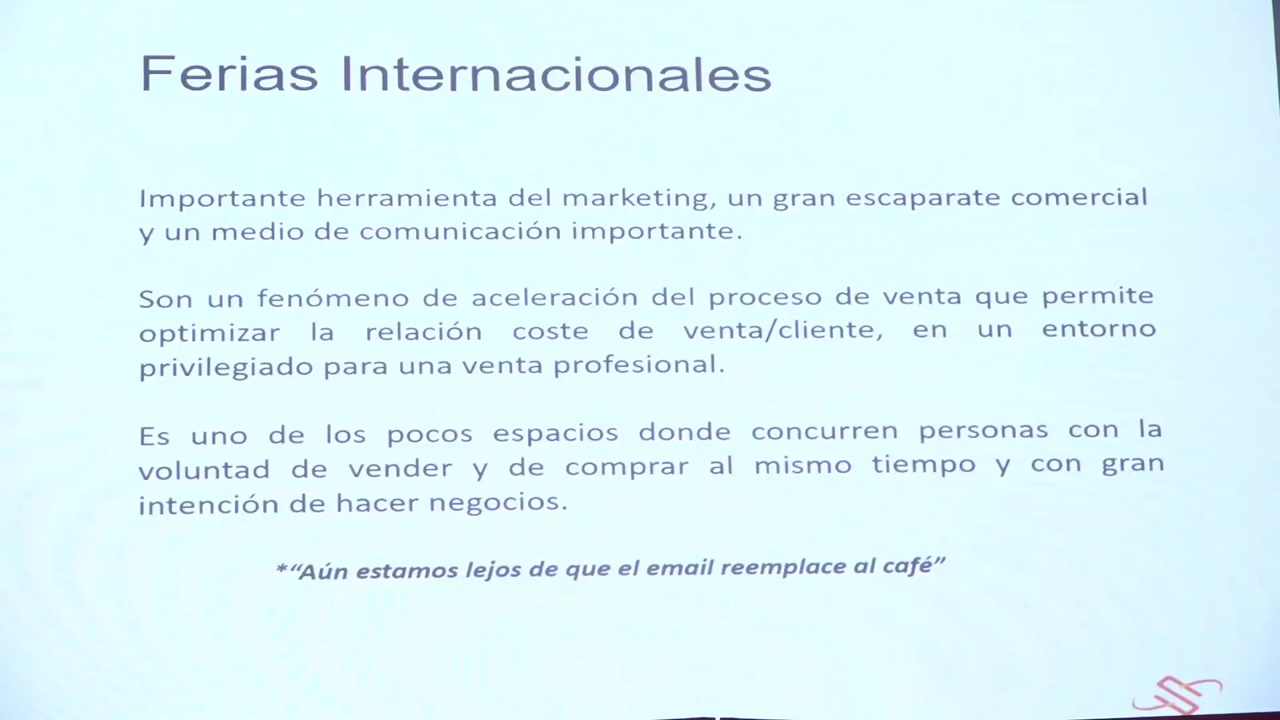 Ferias Internacionales
Importante herramienta del marketing, un gran escaparate comercial
y un medio de comunicación importante.
Son un fenómeno de aceleración del proceso de venta que permite
optimizar la relación coste de venta/cliente, en un entorno
privilegiado para una venta profesional.
Es uno de los pocos espacios donde concurren personas con la
voluntad de vender y de comprar al mismo tiempo y con gran
intención de hacer negocios.
*“Aún estamos lejos de que el email reemplace al café”